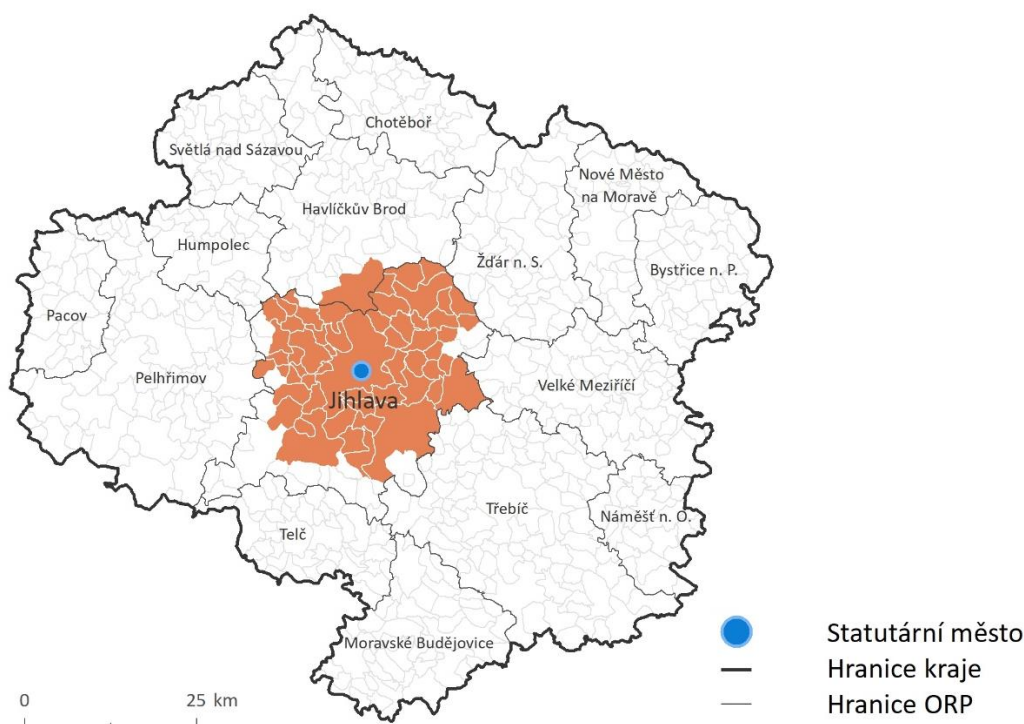 Chotěboř
Světlá nad Sázavou
Nové Město
na Moravě
Havlíčkův Brod
Humpolec
Žďár n. S.
Bystřice n. P.
Pacov
Pelhřimov
Velké Meziříčí
Jihlava
Třebíč
Náměšť n. O.
Telč
Moravské Budějovice
Statutární město
Hranice kraje
Hranice ORP
0 25 km